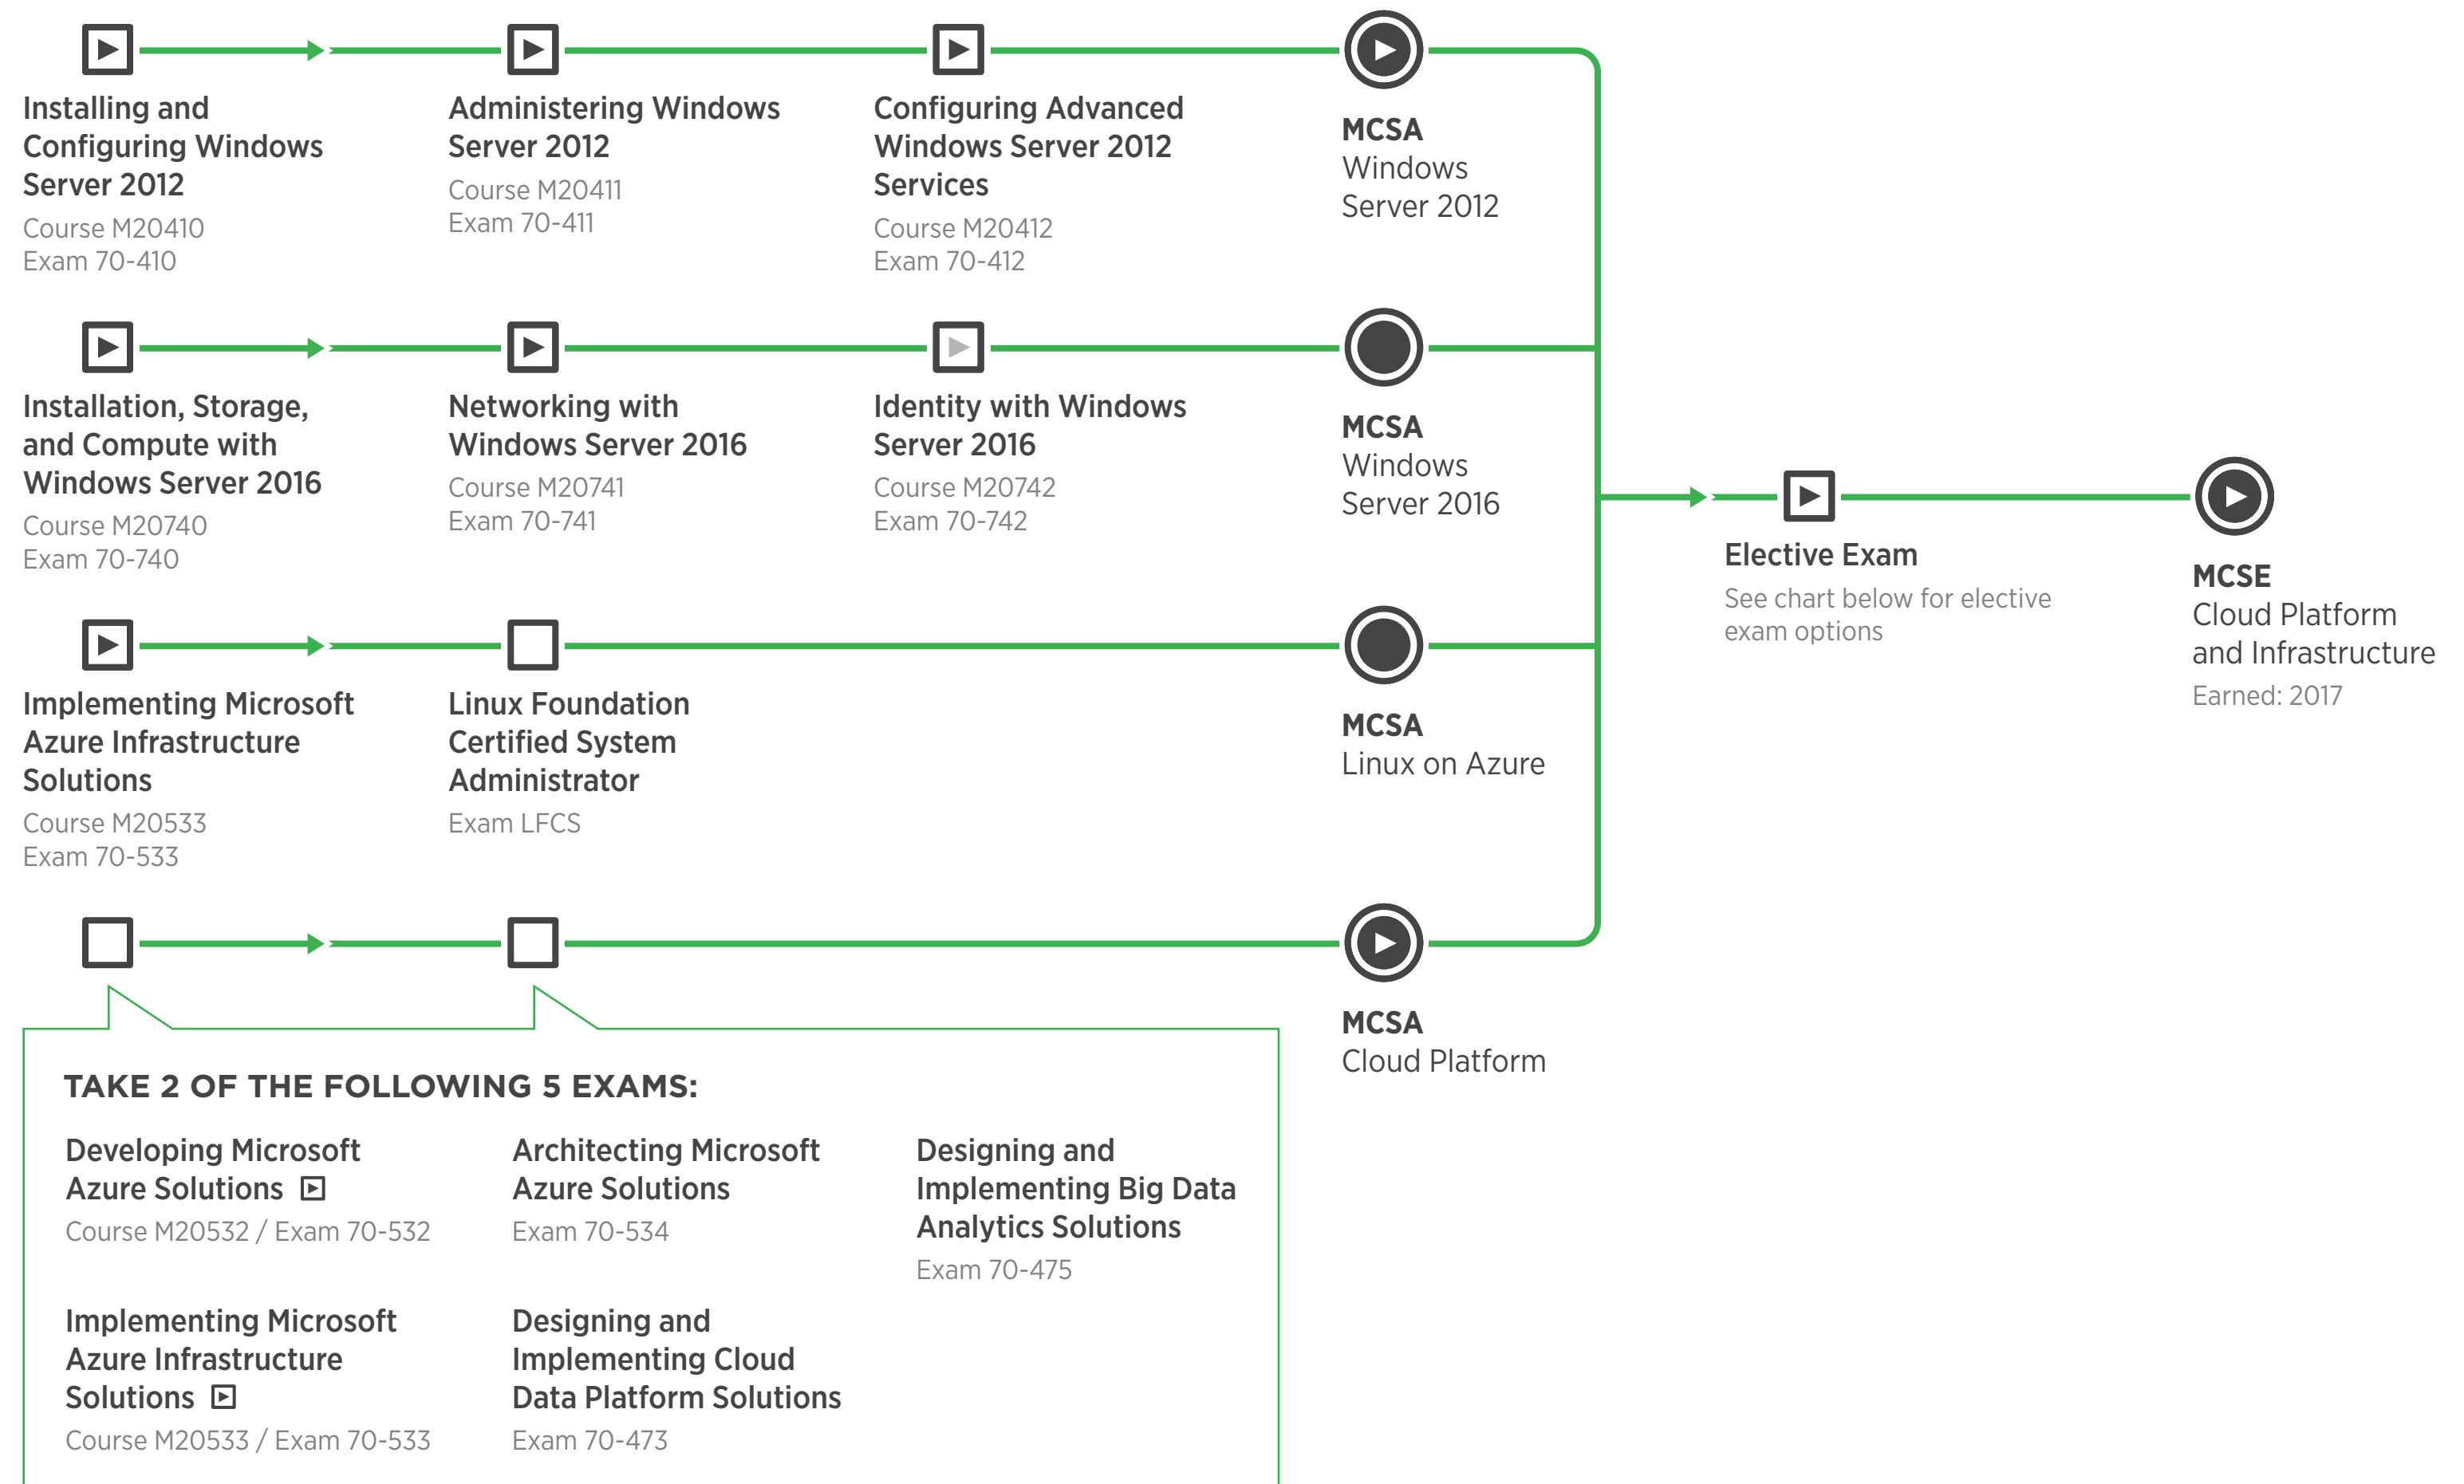 Installing and
Configuring Windows
Server 2012
Course M20410
Exam 70-410
Administering Windows
Server 2012
Course M20411
Exam 70-411
Configuring Advanced
Windows Server 2012
Services
Course M20412
Exam 70-412
MCSA
Windows
Server 2012
Installation, Storage,
and Compute with
Windows Server 2016
Course M20740
Exam 70-740
Networking with
Windows Server 2016
Course M20741
Exam 70-741
Identity with Windows
Server 2016
Course M20742
Exam 70-742
MCSA
Windows
Server 2016
Elective Exam
See chart below for elective
exam options
MCSE
Cloud Platform
and Infrastructure
Earned: 2017
Implementing Microsoft
Azure Infrastructure
Solutions
Course M20533
Exam 70-533
Linux Foundation
Certified System
Administrator
Exam LFCS
MCSA
Linux on Azure
MCSA
Cloud Platform
TAKE 2 OF THE FOLLOWING 5 EXAMS:
Developing Microsoft
Azure Solutions
Course M20532 / Exam 70-532
Architecting Microsoft
Azure Solutions
Exam 70-534
Designing and
Implementing Big Data
Analytics Solutions
Exam 70-475
Implementing Microsoft
Azure Infrastructure
Solutions
Course M20533 / Exam 70-533
Designing and
Implementing Cloud
Data Platform Solutions
Exam 70-473